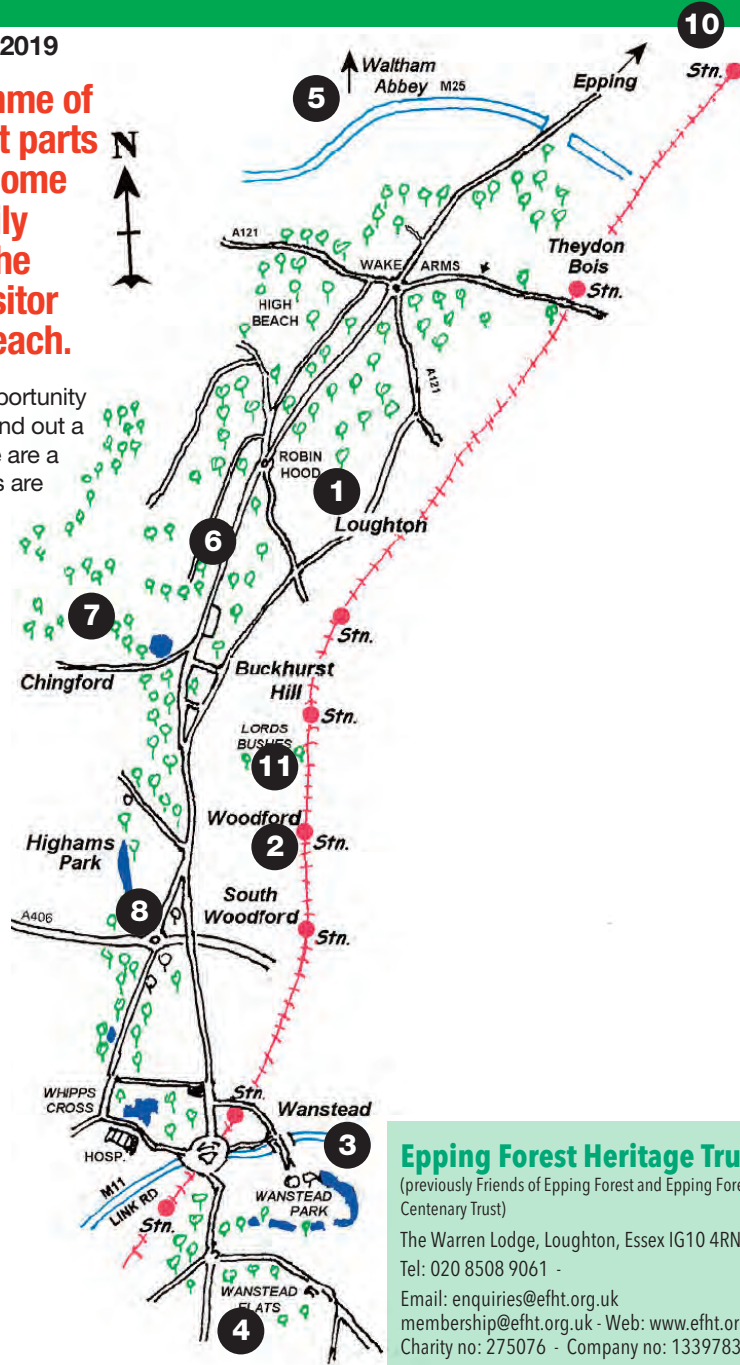 2019
10
Stn.
Waltham
Abbey M25
5
Epping
N
A121
WAKE ARMS
Theydon
Bois
Stn.
HIGH
BEACH
A121
ROBIN
HOOD
1
Loughton
6
7
Chingford
Stn.
Buckhurst
Hill
Stn.
LORDS
BUSHES
11
Woodford
2
Stn.
Highams
Park
South
Woodford
Stn.
8
A406
WHIPPS
CROSS
HOSP.
Stn.
Wanstead
3
M11
LINK RD
Stn.
WANSTEAD
PARK
WANSTEAD
FLATS
4
t parts
ome
lly
he
sitor
each.
portunity
nd out a
e are a
s are
Epping Forest Heritage Tru
(previously Friends of Epping Forest and Epping Fore
Centenary Trust)
The Warren Lodge, Loughton, Essex IG10 4RN
Tel: 020 8508 9061 -
Email: enquiries@efht.org.uk
membership@efht.org.uk - Web: www.efht.or
Charity no: 275076 - Company no: 1339783